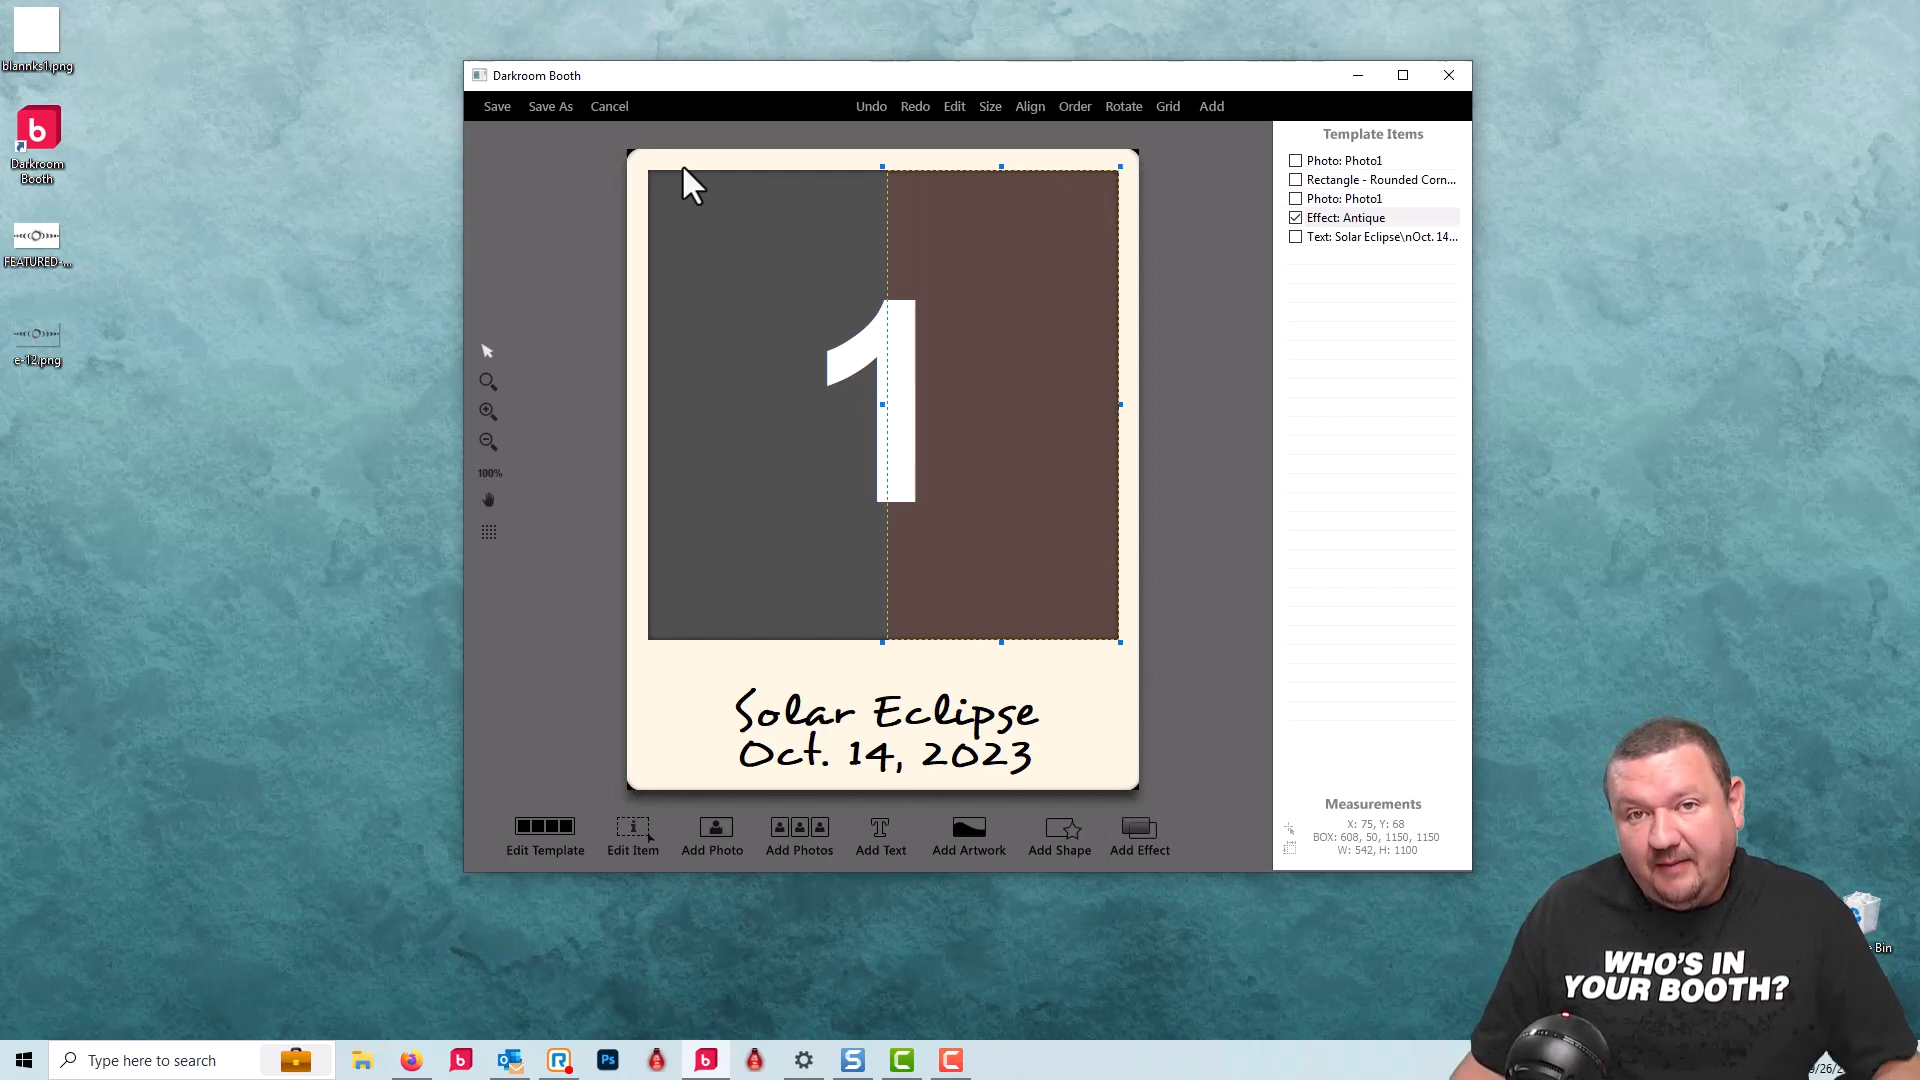 blannks1.png
Darkroom
Booth
FEATURED-...
e-12.png
Darkroom Booth
Save Save As Cancel Undo Redo Edit Size Align Order Rotate Grid Add
Template Items
Photo: Photo1
Rectangle - Rounded Corn...
Photo: Photo1
Effect: Antique
Text: Solar Eclipse\nOct. 14...
100%
1
Solar Eclipse
Oct. 14, 2023
Edit Template Edit Item Add Photo Add Photos Add Text Add Artwork Add Shape Add Effect
Measurements
X: 75, Y: 68
BOX: 608, 50, 1150, 1150
W: 542, H: 1100
WHO'S IN
YOUR BOOTH?
Bin
Type here to search
Ps